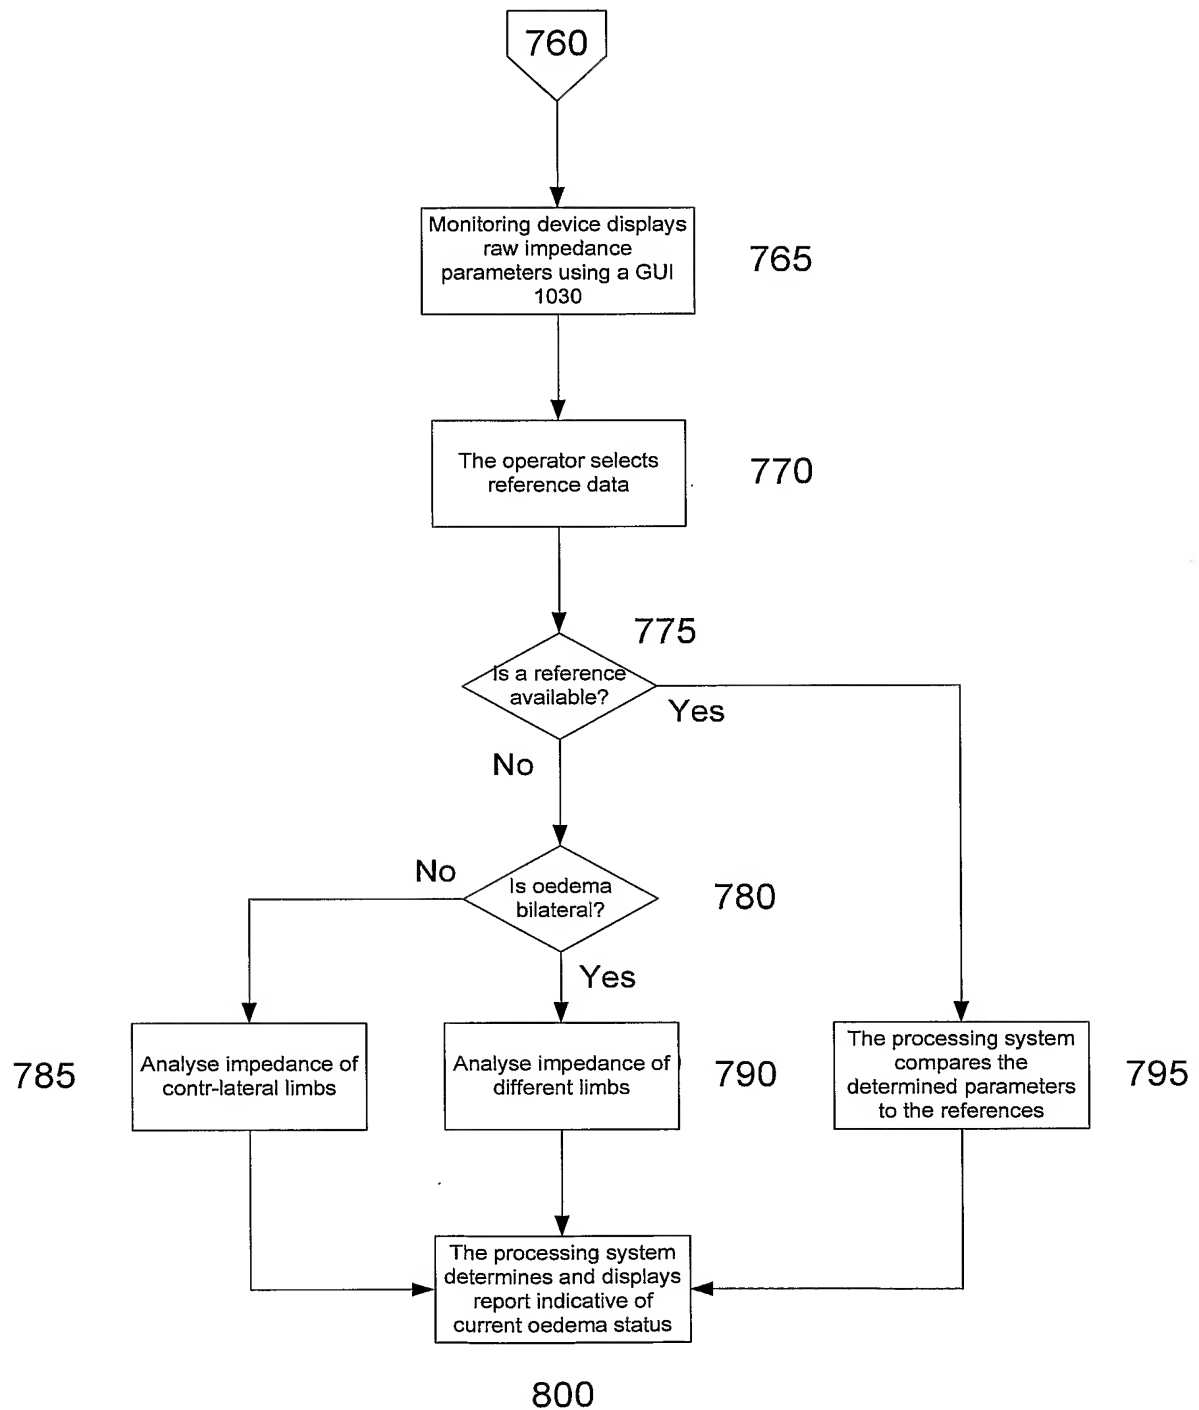 760
Monitoring device displays
raw impedance
parameters using a GUI
1030
765
The operator selects
reference data
770
775
Is a reference
available?
Yes
No
No
Is oedema
bilateral?
780
Yes
785
Analyse impedance of
contr-lateral limbs
Analyse impedance of
different limbs
790
The processing system
compares the
determined parameters
to the references
795
The processing system
determines and displays
report indicative of
current oedema status
800